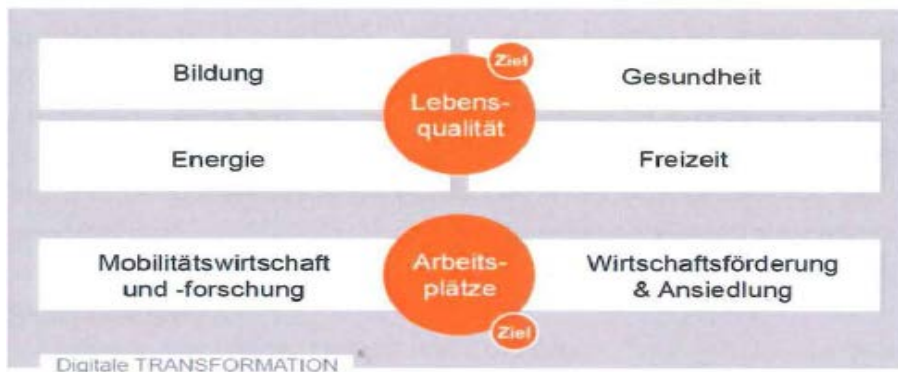 Ziel
Bildung
Gesundheit
Lebens-
qualität
Energie
Freizeit
Mobilitätswirtschaft
und -forschung
Arbeits-
plätze
Wirtschaftsförderung
& Ansiedlung
Ziel
Digitale TRANSFORMATION